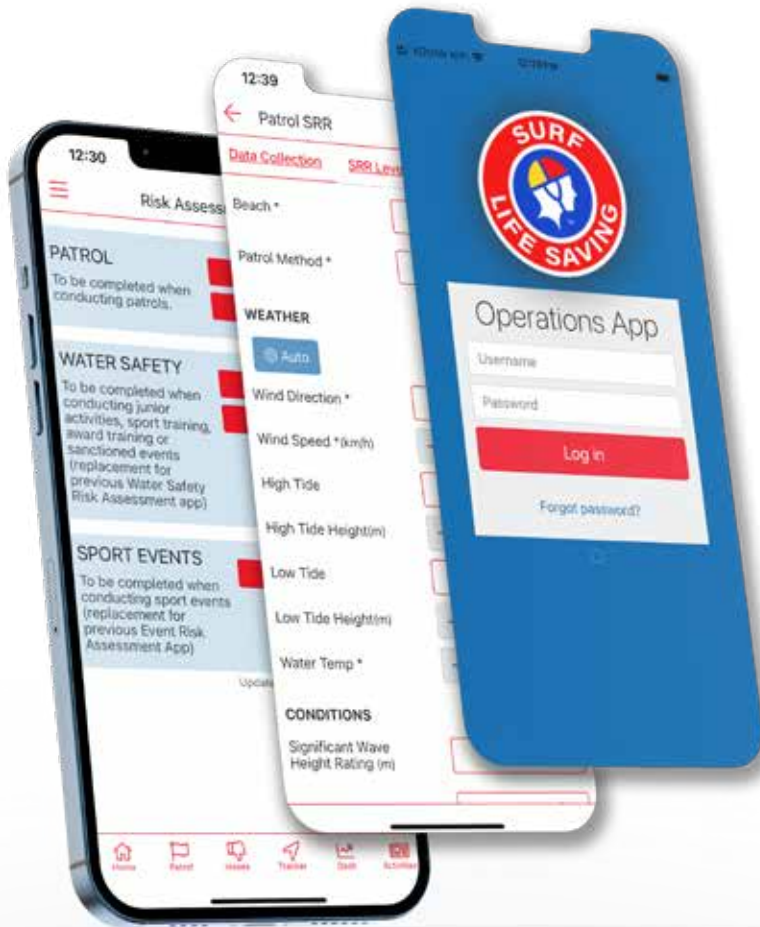 12:30
Risk Assess
PATROL
To be completed when
conducting patrols.
WATER SAFETY
To be completed when
conducting junior
activities, sport training,
award training or
sanctioned events
(replacement for
previous Water Safety
Risk Assessment app)
SPORT EVENTS
To be completed when
conducting sport events
(replacement for
previous Event Risk
Assessment App)
Update
Home
Patrol
Issues
Tracker
Dash
Activities
12:39
Patrol SRR
Data Collection
SRR Leve
Beach *
Patrol Method *
WEATHER
Auto
Wind Direction *
Wind Speed *(km/h)
High Tide
High Tide Height(m)
Low Tide
Low Tide Height(m)
Water Temp *
CONDITIONS
Significant Wave
Height Rating (m)
SURF
LIFE SAVING
Operations App
Username
Password
Log in
Forgot password?